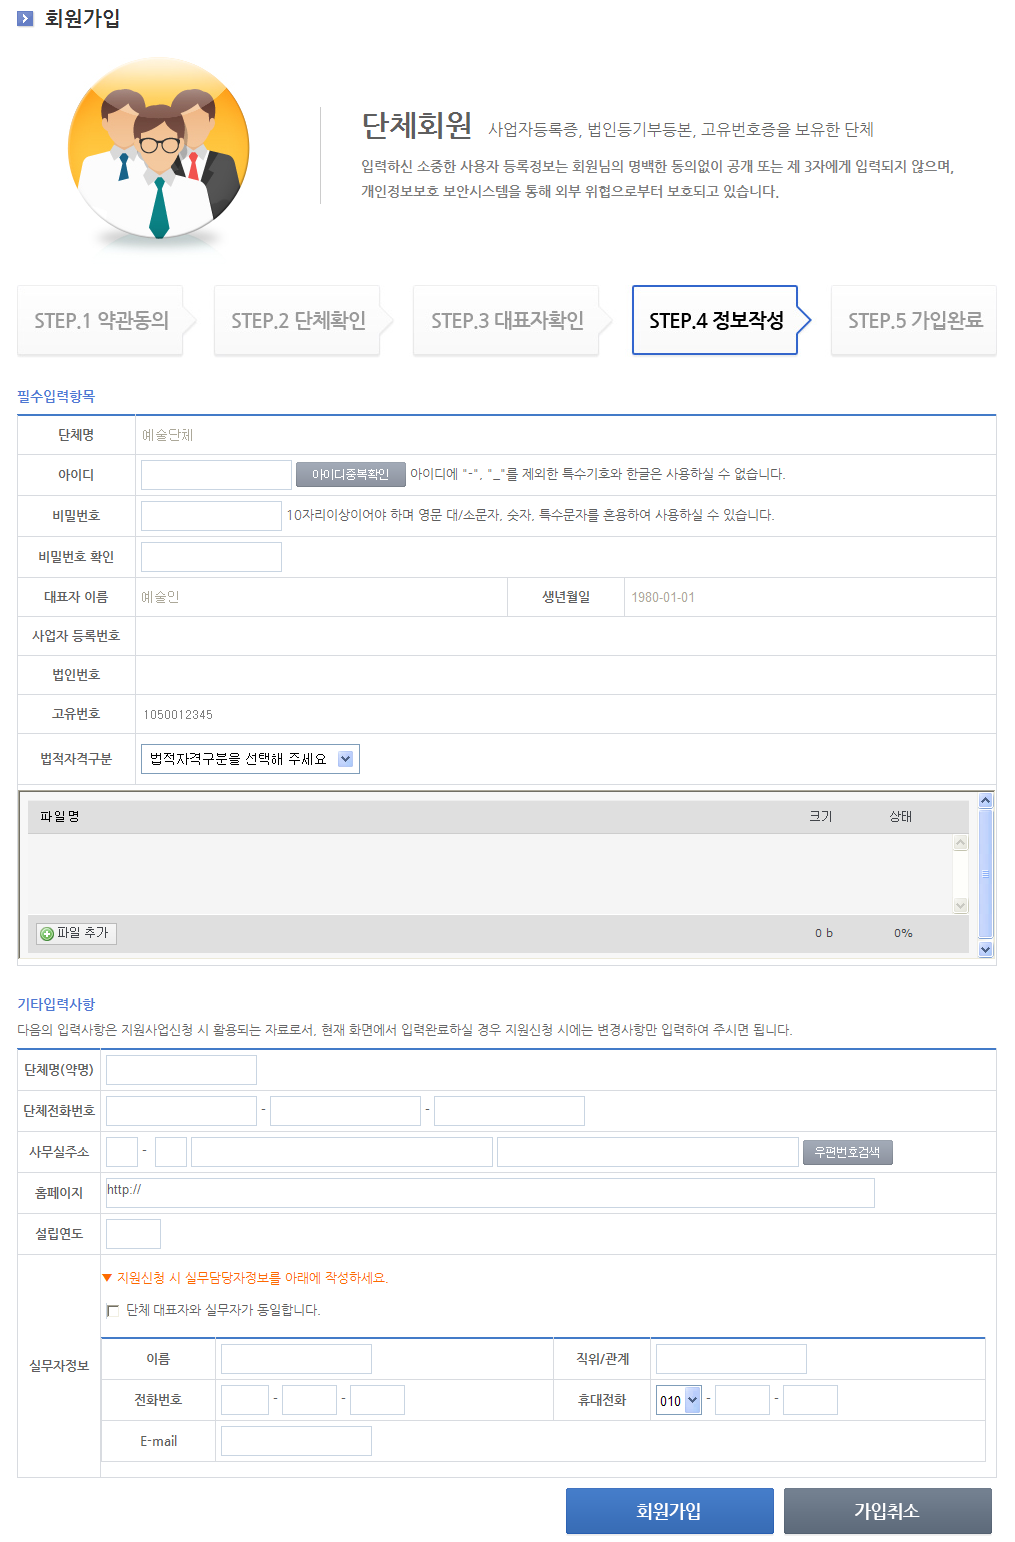 회원가입
단체회원 사업자등록증, 법인등기부등본, 고유번호증을 보유한 단체
입력하신 소중한 사용자 등록정보는 회원님의 명백한 동의없이 공개 또는 제 3자에게 입력되지 않으며,
개인정보보호 보안시스템을 통해 외부 위협으로부터 보호되고 있습니다.
STEP.1 약관동의 STEP.2 단체확인 STEP.3 대표자확인 STEP.4 정보작성 STEP.5 가입완료
필수입력항목
단체명 예술단체
아이디 아이디중복확인 아이디에 "-", "_"를 제외한 특수기호와 한글은 사용하실 수 없습니다.
비밀번호 10자리이상이어야 하며 영문 대/소문자, 숫자, 특수문자를 혼용하여 사용하실 수 있습니다.
비밀번호 확인
대표자 이름 예술인 생년월일 1980-01-01
사업자 등록번호
법인번호
고유번호 1050012345
법적자격구분 법적자격구분을 선택해 주세요
파일명 크기 상태
파일 추가 0 b 0%
기타입력사항
다음의 입력사항은 지원사업신청 시 활용되는 자료로서, 현재 화면에서 입력완료하실 경우 지원신청 시에는 변경사항만 입력하여 주시면 됩니다.
단체명(약명)
단체전화번호 - -
사무실주소 - 우편번호검색
홈페이지 http://
설립연도
실무자정보
▼ 지원신청 시 실무담당자정보를 아래에 작성하세요.
단체 대표자와 실무자가 동일합니다.
이름 직위/관계
전화번호 - - 휴대전화 010 - -
E-mail
회원가입 가입취소